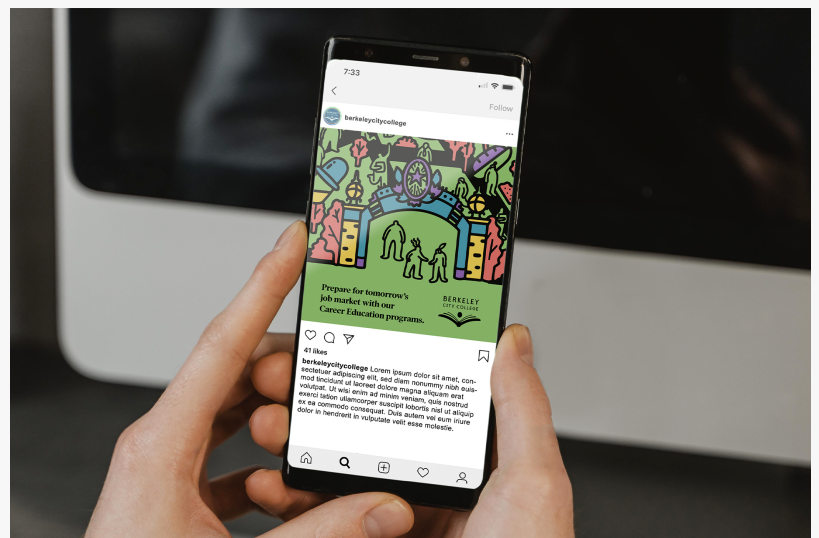 7:33
Follow
berkeleycitycollege
Prepare for tomorrow's
job market with our
Career Education programs.
BERKELEY
CITY COLLEGE
41 likes
berkeleycitycollege Lorem ipsum dolor sit amet, con-
sectetuer adipiscing elit, sed diam nonummy nibh euis-
mod tincidunt ut laoreet dolore magna aliquam erat
volutpat. Ut wisi enim ad minim veniam, quis nostrud
exerci tation ullamcorper suscipit lobortis nisl ut aliquip
ex ea commodo consequat. Duis autem vel eum iriure
dolor in hendrerit in vulputate velit esse molestie.